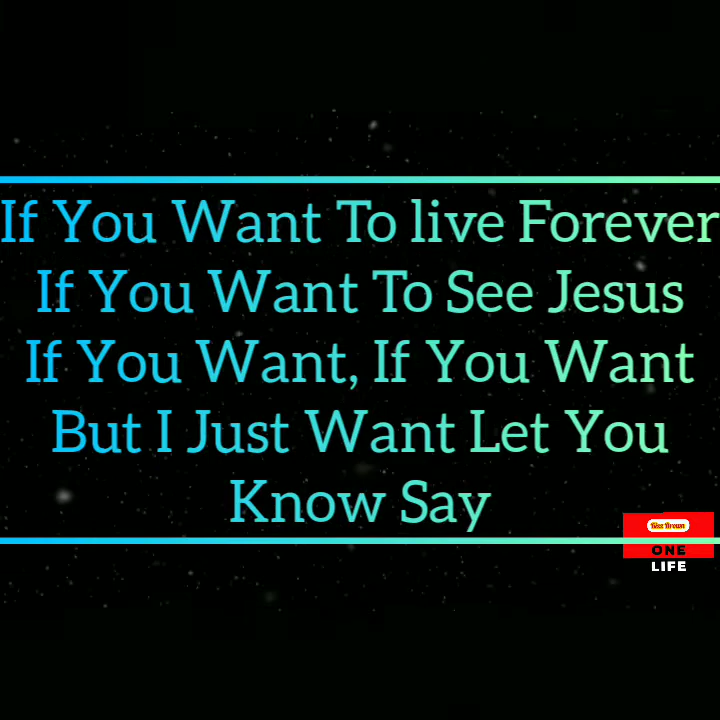 If You Want To live Forever
If You Want To See Jesus
If You Want, If You Want
But I Just Want Let You
Know Say
ONE
LIFE